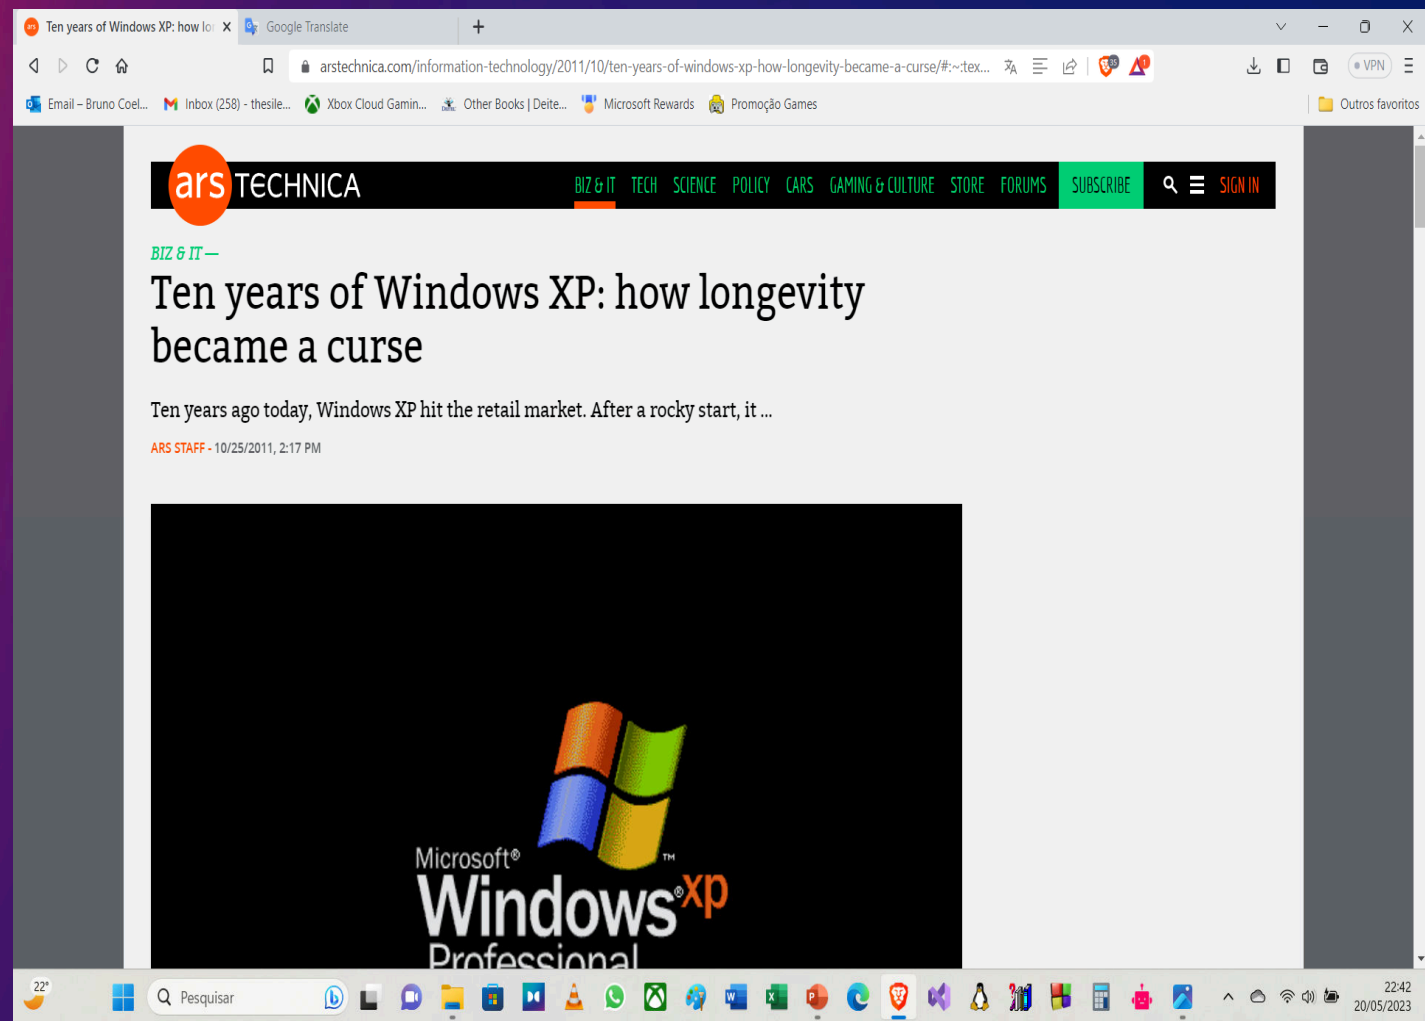 Ten years of Windows XP: how lo
Google Translate
arstechnica.com/information-technology/2011/10/ten-years-of-windows-xp-how-longevity-became-a-curse/#:~:tex...
35
1
VPN
Email – Bruno Coel...
Inbox (258) - thesile...
Xbox Cloud Gamin...
Other Books | Deite...
Microsoft Rewards
Promoção Games
Outros favoritos
ars TECHNICA
BIZ & IT TECH SCIENCE POLICY CARS GAMING & CULTURE STORE FORUMS SUBSCRIBE SIGN IN
BIZ & IT —
Ten years of Windows XP: how longevity
became a curse
Ten years ago today, Windows XP hit the retail market. After a rocky start, it ...
ARS STAFF - 10/25/2011, 2:17 PM
Microsoft®
TM
Windows®xp
Professional
22°
Pesquisar
22:42
20/05/2023